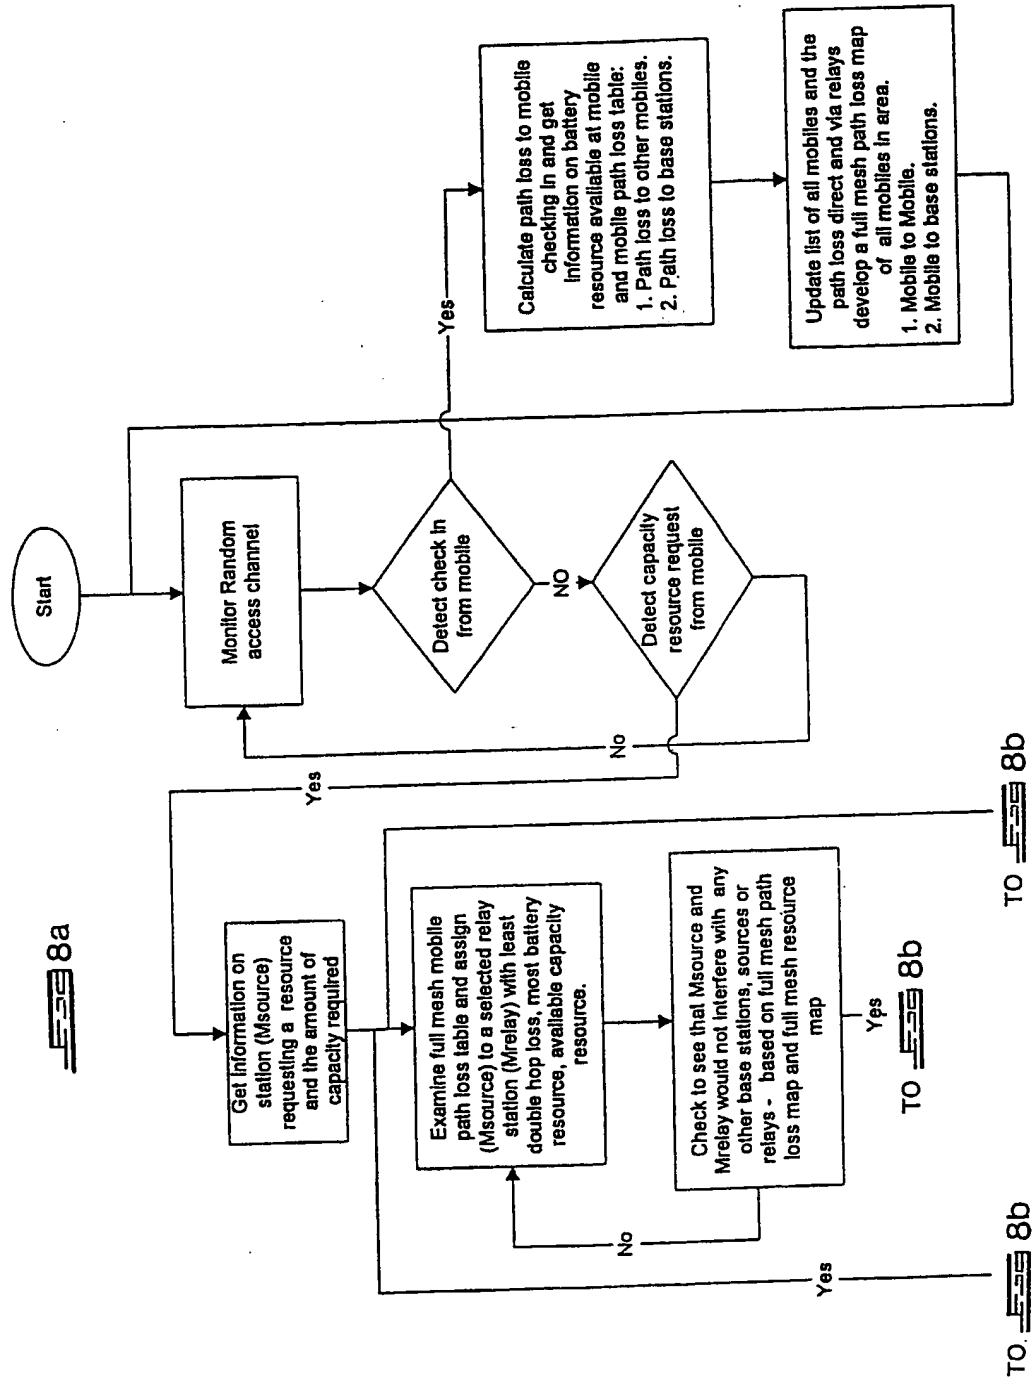 FIG 8a
Start
Monitor Random
access channel
Detect check in
from mobile
Yes
NO
Calculate path loss to mobile
checking in and get
information on battery
resource available at mobile
and mobile path loss table:
1. Path loss to other mobiles.
2. Path loss to base stations.
Update list of all mobiles and the
path loss direct and via relays
develop a full mesh path loss map
of all mobiles in area.
1. Mobile to Mobile.
2. Mobile to base stations.
Detect capacity
resource request
from mobile
No
Yes
Get information on
station (Msource)
requesting a resource
and the amount of
capacity required
Examine full mesh mobile
path loss table and assign
(Msource) to a selected relay
station (Mrelay) with least
double hop loss, most battery
resource, available capacity
resource.
Check to see that Msource and
Mrelay would not interfere with any
other base stations, sources or
relays - based on full mesh path
loss map and full mesh resource
map
No
Yes
Yes
TO. FIG 8b
TO FIG 8b
TO FIG 8b